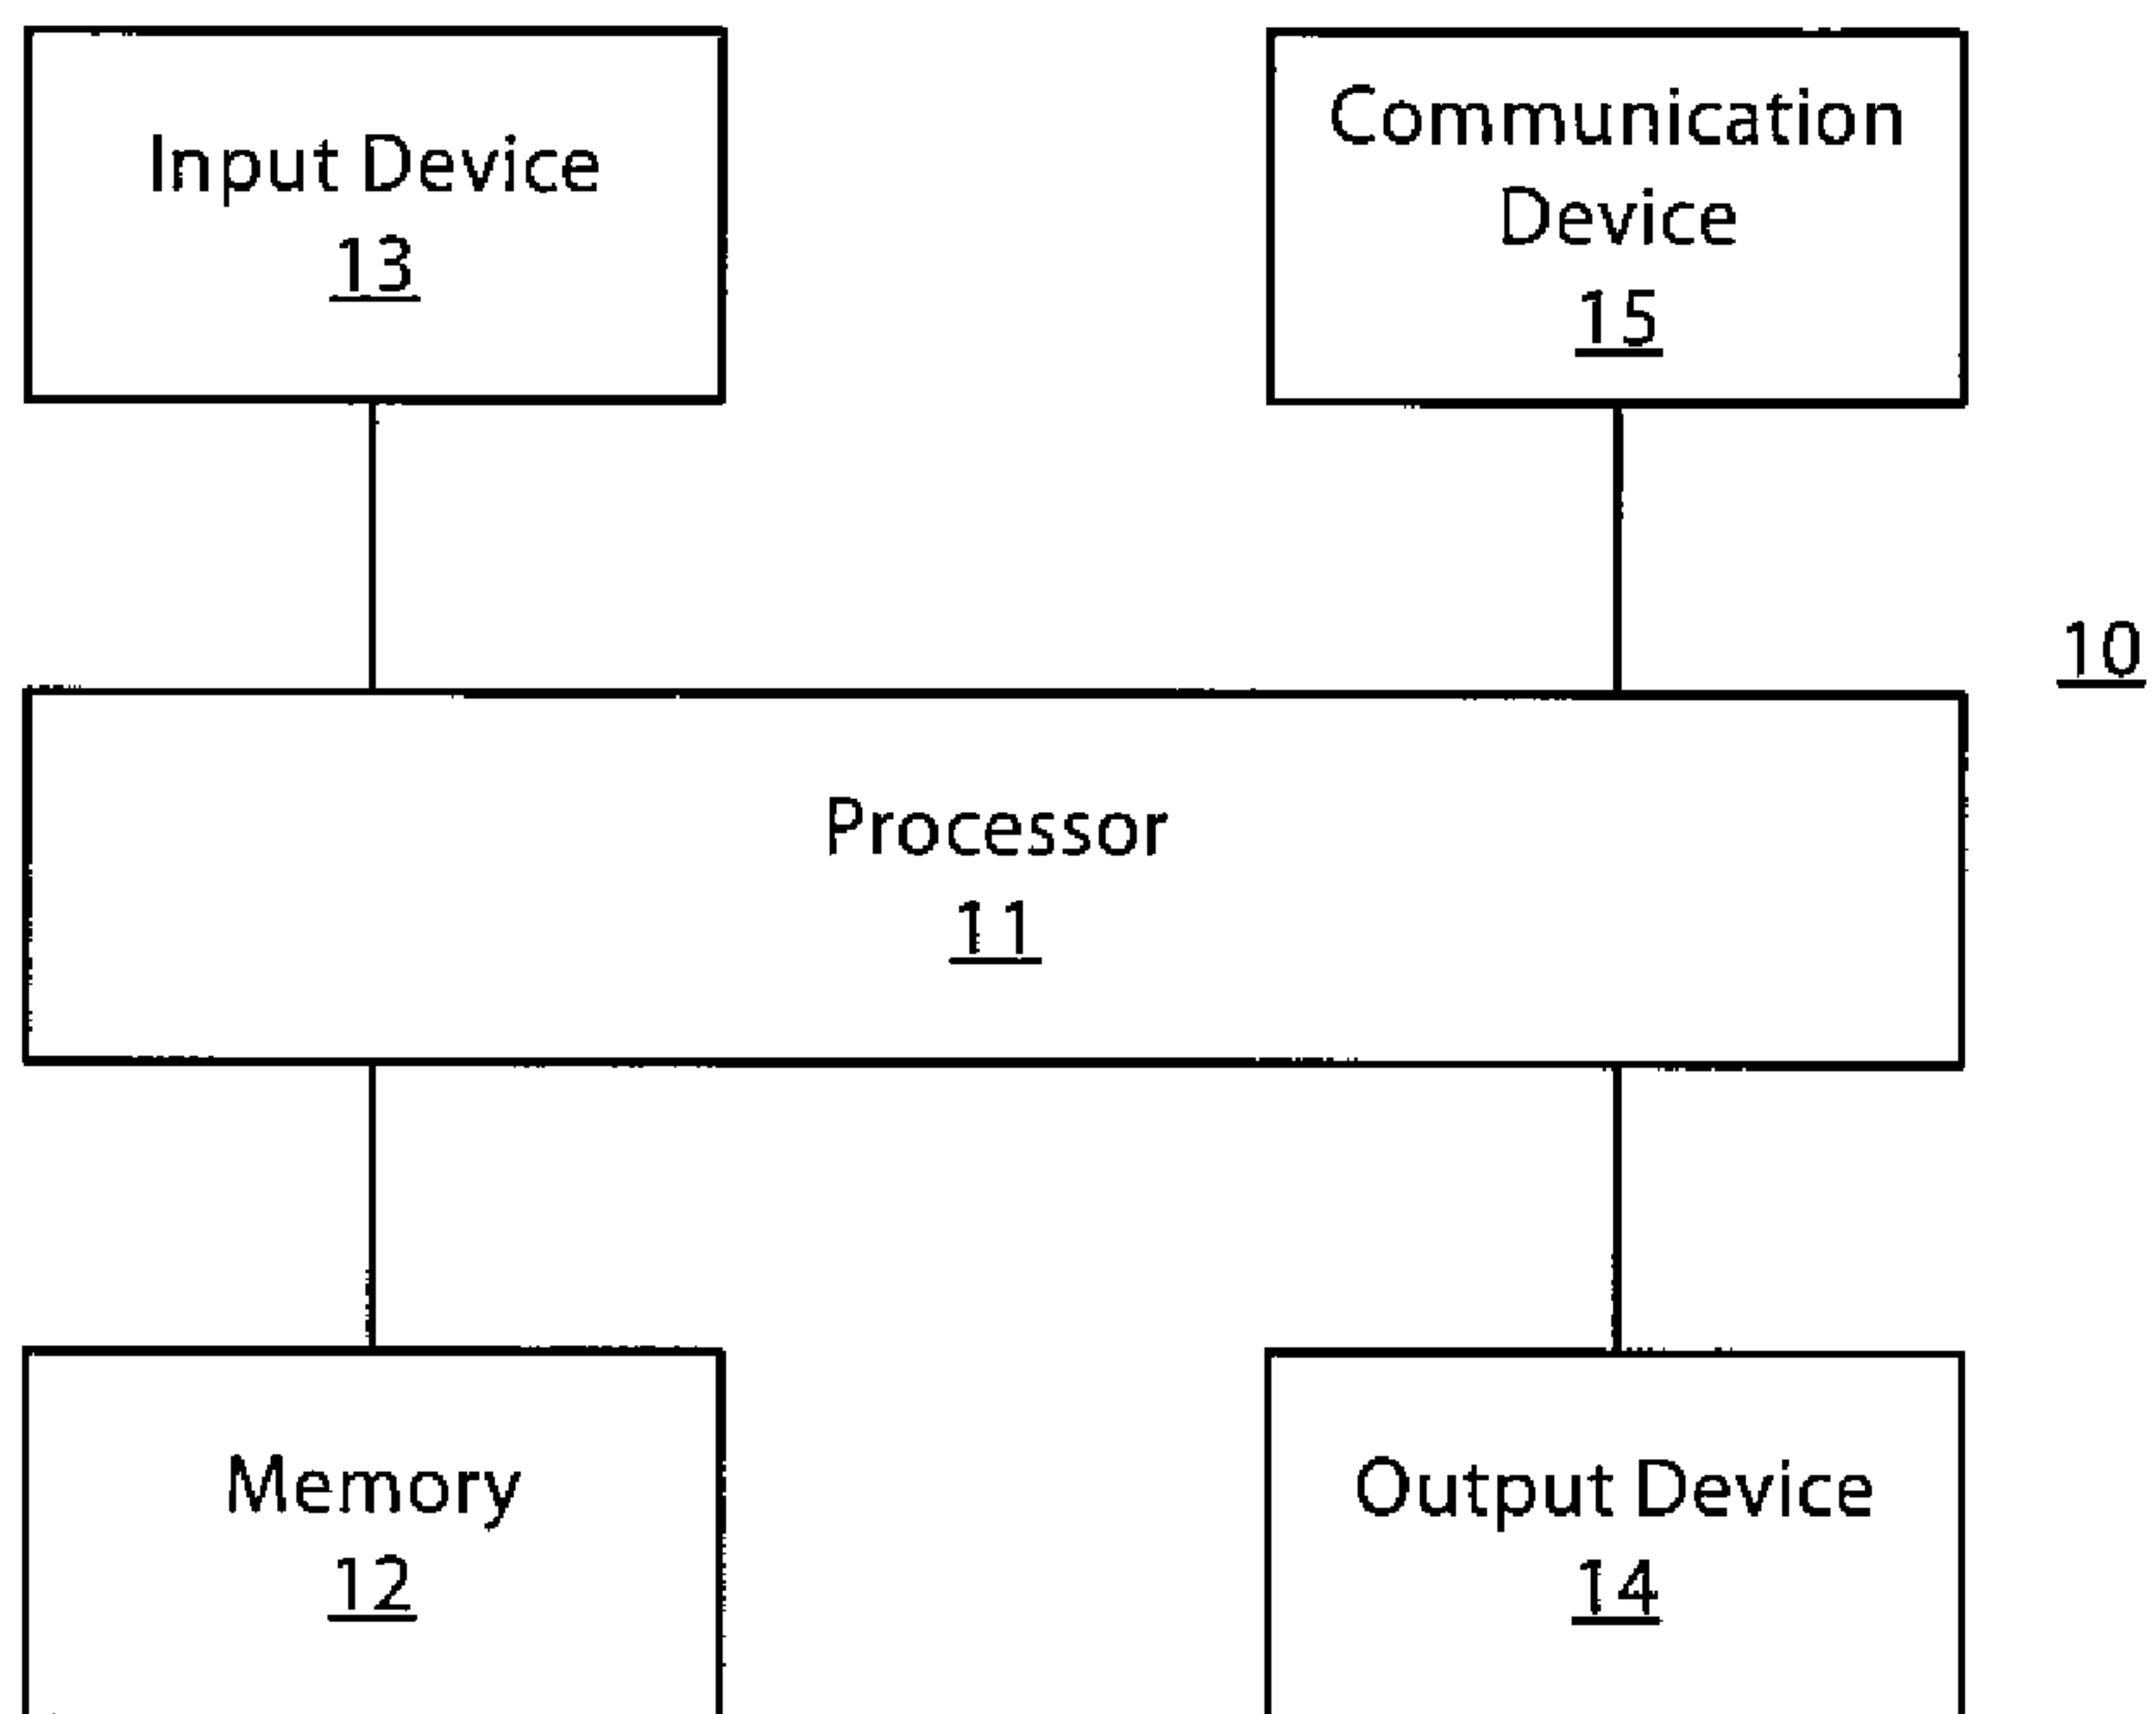 Input Device
13
Communication
Device
15
10
Processor
11
Memory
12
Output Device
14